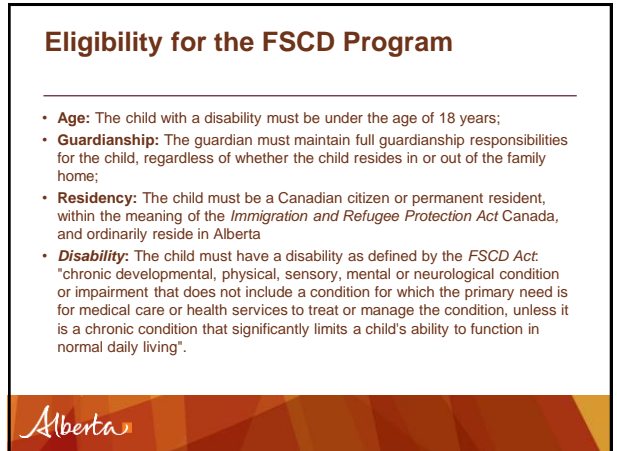 Eligibility for the FSCD Program
• Age: The child with a disability must be under the age of 18 years;
• Guardianship: The guardian must maintain full guardianship responsibilities
for the child, regardless of whether the child resides in or out of the family
home;
• Residency: The child must be a Canadian citizen or permanent resident,
within the meaning of the Immigration and Refugee Protection Act Canada,
and ordinarily reside in Alberta
• Disability: The child must have a disability as defined by the FSCD Act:
"chronic developmental, physical, sensory, mental or neurological condition
or impairment that does not include a condition for which the primary need is
for medical care or health services to treat or manage the condition, unless it
is a chronic condition that significantly limits a child's ability to function in
normal daily living".
Alberta